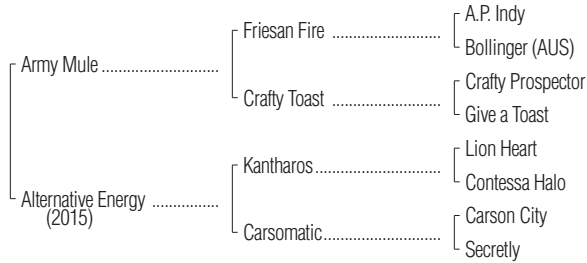 A.P. Indy
Friesan Fire
Bollinger (AUS)
Army Mule
Crafty Prospector
Crafty Toast
Give a Toast
Lion Heart
Kantharos
Contessa Halo
Alternative Energy
(2015)
Carson City
Carsomatic
Secretly